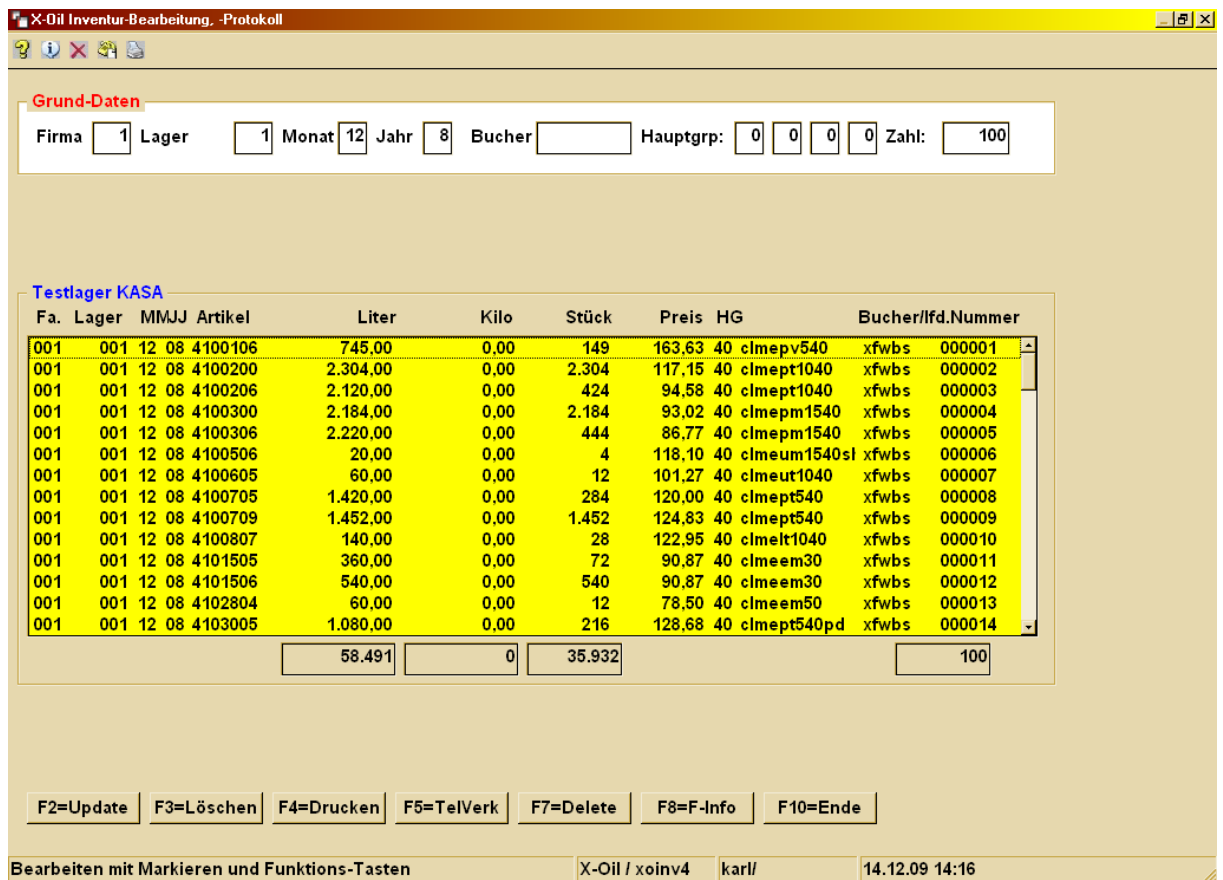 X-Oil Inventur-Bearbeitung, -Protokoll
Grund-Daten
Firma 1 Lager 1 Monat 12 Jahr 8 Bucher Hauptgrp: 0 0 0 0 Zahl: 100
Testlager KASA
Fa. Lager MMJJ Artikel Liter Kilo Stück Preis HG Bucher/lfd.Nummer
001 001 12 08 4100106 745,00 0,00 149 163,63 40 clmepv540 xfwbs 000001
001 001 12 08 4100200 2.304,00 0,00 2.304 117,15 40 clmept1040 xfwbs 000002
001 001 12 08 4100206 2.120,00 0,00 424 94,58 40 clmept1040 xfwbs 000003
001 001 12 08 4100300 2.184,00 0,00 2.184 93,02 40 clmepm1540 xfwbs 000004
001 001 12 08 4100306 2.220,00 0,00 444 86,77 40 clmepm1540 xfwbs 000005
001 001 12 08 4100506 20,00 0,00 4 118,10 40 clmeum1540sh xfwbs 000006
001 001 12 08 4100605 60,00 0,00 12 101,27 40 clmeut1040 xfwbs 000007
001 001 12 08 4100705 1.420,00 0,00 284 120,00 40 clmept540 xfwbs 000008
001 001 12 08 4100709 1.452,00 0,00 1.452 124,83 40 clmept540 xfwbs 000009
001 001 12 08 4100807 140,00 0,00 28 122,95 40 clmelt1040 xfwbs 000010
001 001 12 08 4101505 360,00 0,00 72 90,87 40 clmeem30 xfwbs 000011
001 001 12 08 4101506 540,00 0,00 540 90,87 40 clmeem30 xfwbs 000012
001 001 12 08 4102804 60,00 0,00 12 78,50 40 clmeem50 xfwbs 000013
001 001 12 08 4103005 1.080,00 0,00 216 128,68 40 clmept540pd xfwbs 000014
58.491 0 35.932 100
F2=Update F3=Löschen F4=Drucken F5=TelVerk F7=Delete F8=F-Info F10=Ende
Bearbeiten mit Markieren und Funktions-Tasten X-Oil / xoinv4 karl/ 14.12.09 14:16